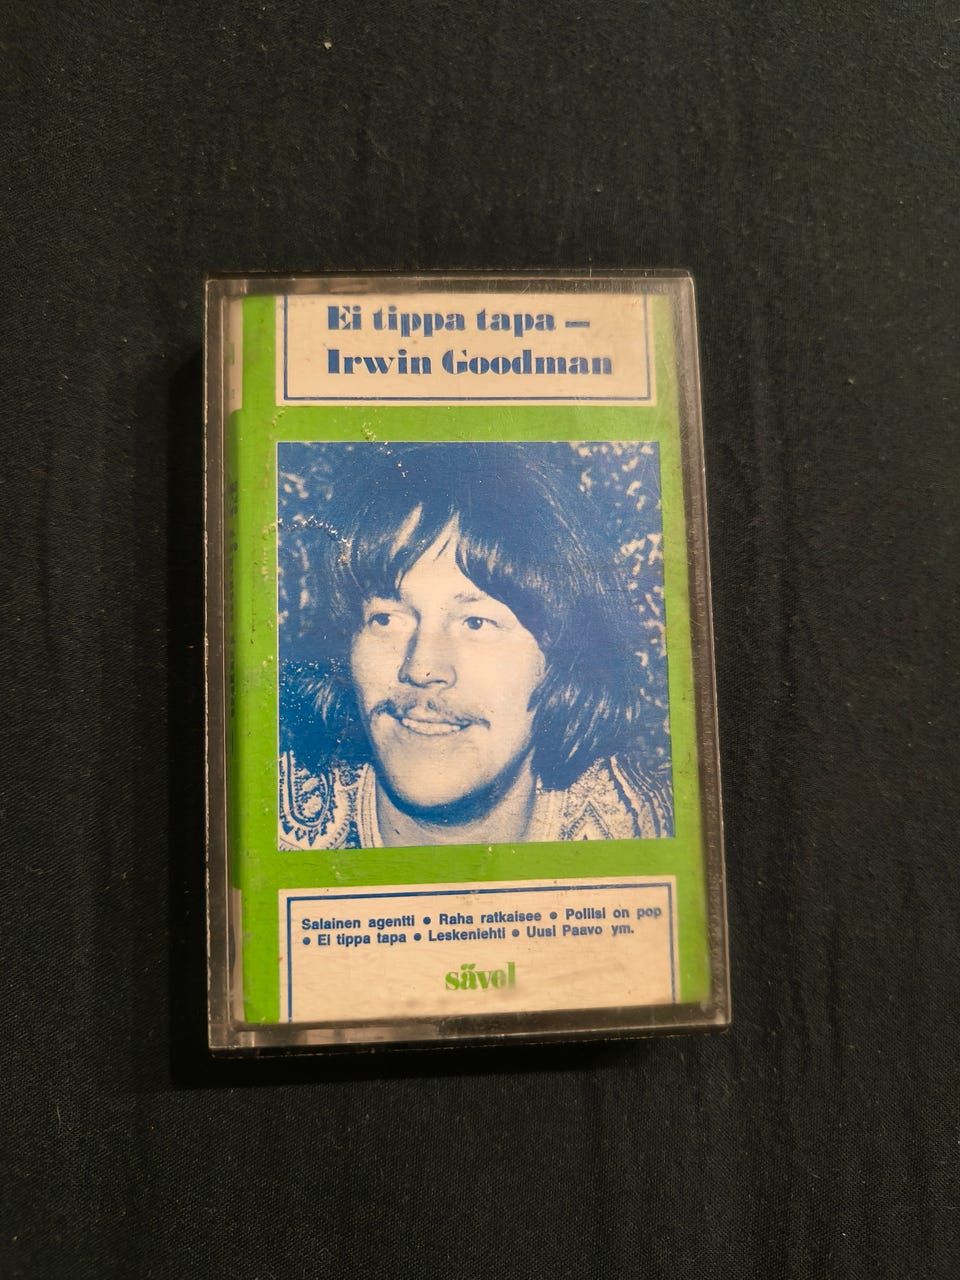 Ei tippa tapa –
Irwin Goodman
Salainen agentti • Raha ratkaisee • Poliisi on pop
• Ei tippa tapa • Leskenlehti • Uusi Paavo ym.
sävel